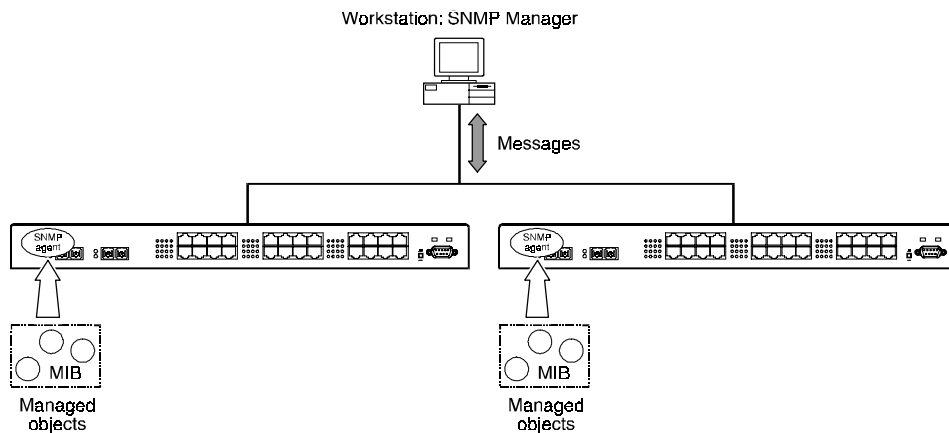 Workstation: SNMP Manager
Messages
SNMP
agent
SNMP
agent
MIB
MIB
Managed
objects
Managed
objects